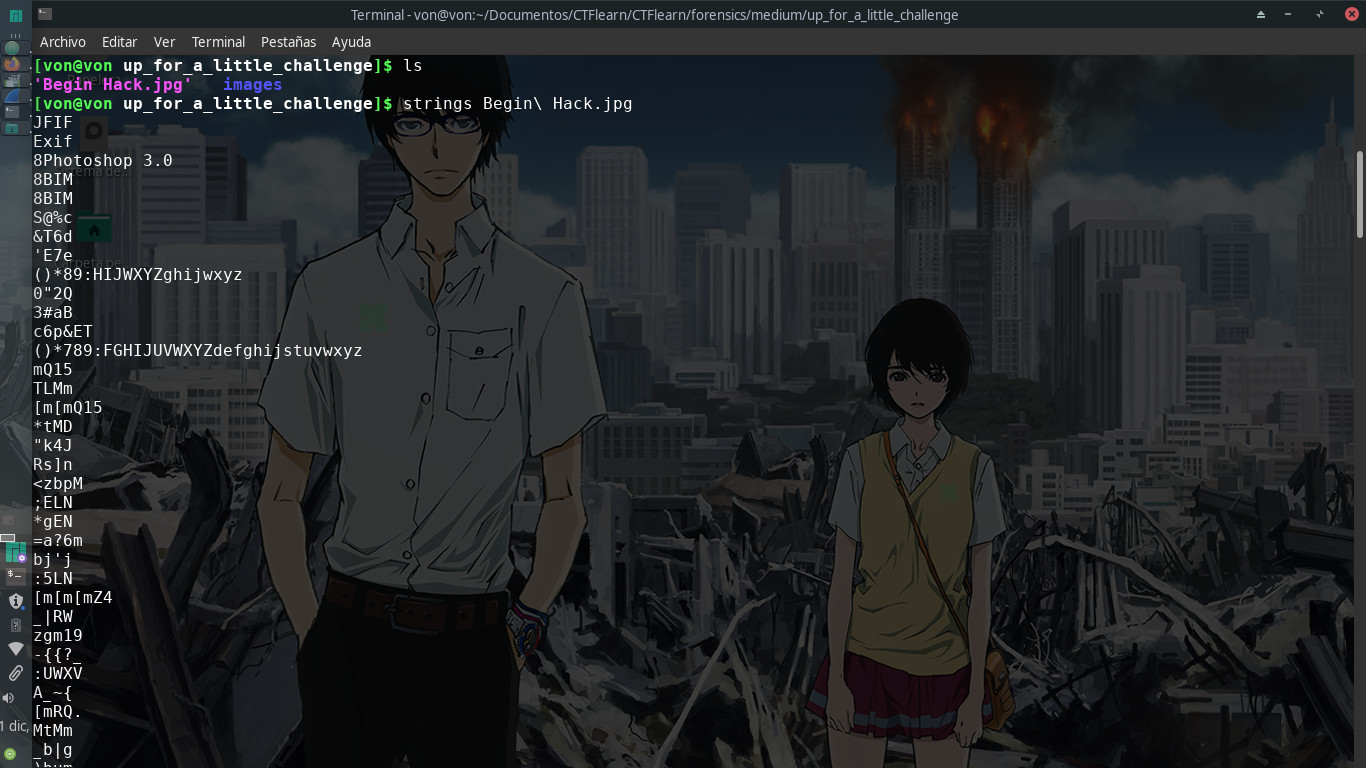 Terminal - von@von:~/Documentos/CTFlearn/CTFlearn/forensics/medium/up_for_a_little_challenge
Archivo Editar Ver Terminal Pestañas Ayuda
[von@von up_for_a_little_challenge]$ ls
'Begin Hack.jpg' images
[von@von up_for_a_little_challenge]$ strings Begin\ Hack.jpg
JFIF
Exif
8Photoshop 3.0
8BIM
8BIM
S@%c
&T6d
'E7e
()*89:HIJWXYZghijwxyz
0"2Q
3#aB
c6p&ET
()*789:FGHIJUVWXYZdefghijstuvwxyz
mQ15
TLMm
[m[mQ15
*tMD
"k4J
Rs]n
<zbpM
;ELN
*gEN
=a?6m
bj'j
:5LN
[m[m[mZ4
_|RW
zgm19
-{{?_
:UWXV
A_~{
[mRQ.
MtMm
_b|g
1 dic,